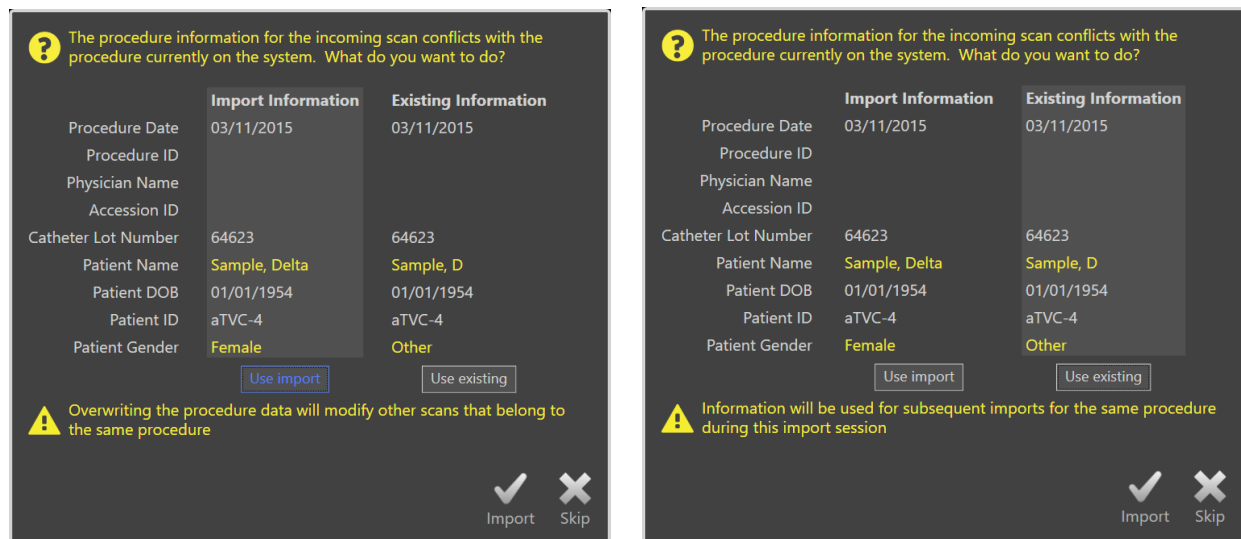 The procedure information for the incoming scan conflicts with the
procedure currently on the system.  What do you want to do?
Import Information Existing Information
Procedure Date 03/11/2015 03/11/2015
Procedure ID
Physician Name
Accession ID
Catheter Lot Number 64623 64623
Patient Name Sample, Delta Sample, D
Patient DOB 01/01/1954 01/01/1954
Patient ID aTVC-4 aTVC-4
Patient Gender Female Other
Use import Use existing
Overwriting the procedure data will modify other scans that belong to
the same procedure
Import Skip
The procedure information for the incoming scan conflicts with the
procedure currently on the system.  What do you want to do?
Import Information Existing Information
Procedure Date 03/11/2015 03/11/2015
Procedure ID
Physician Name
Accession ID
Catheter Lot Number 64623 64623
Patient Name Sample, Delta Sample, D
Patient DOB 01/01/1954 01/01/1954
Patient ID aTVC-4 aTVC-4
Patient Gender Female Other
Use import Use existing
Information will be used for subsequent imports for the same procedure
during this import session
Import Skip